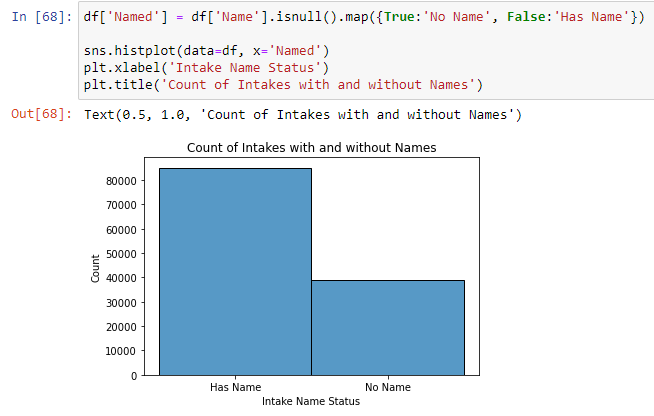 In [68]: df['Named'] = df['Name'].isnull().map({True:'No Name', False:'Has Name'})
sns.histplot(data=df, x='Named')
plt.xlabel('Intake Name Status')
plt.title('Count of Intakes with and without Names')
Out[68]: Text(0.5, 1.0, 'Count of Intakes with and without Names')
Count of Intakes with and without Names
80000
70000
60000
50000
40000
30000
20000
10000
0
Count
Has Name No Name
Intake Name Status